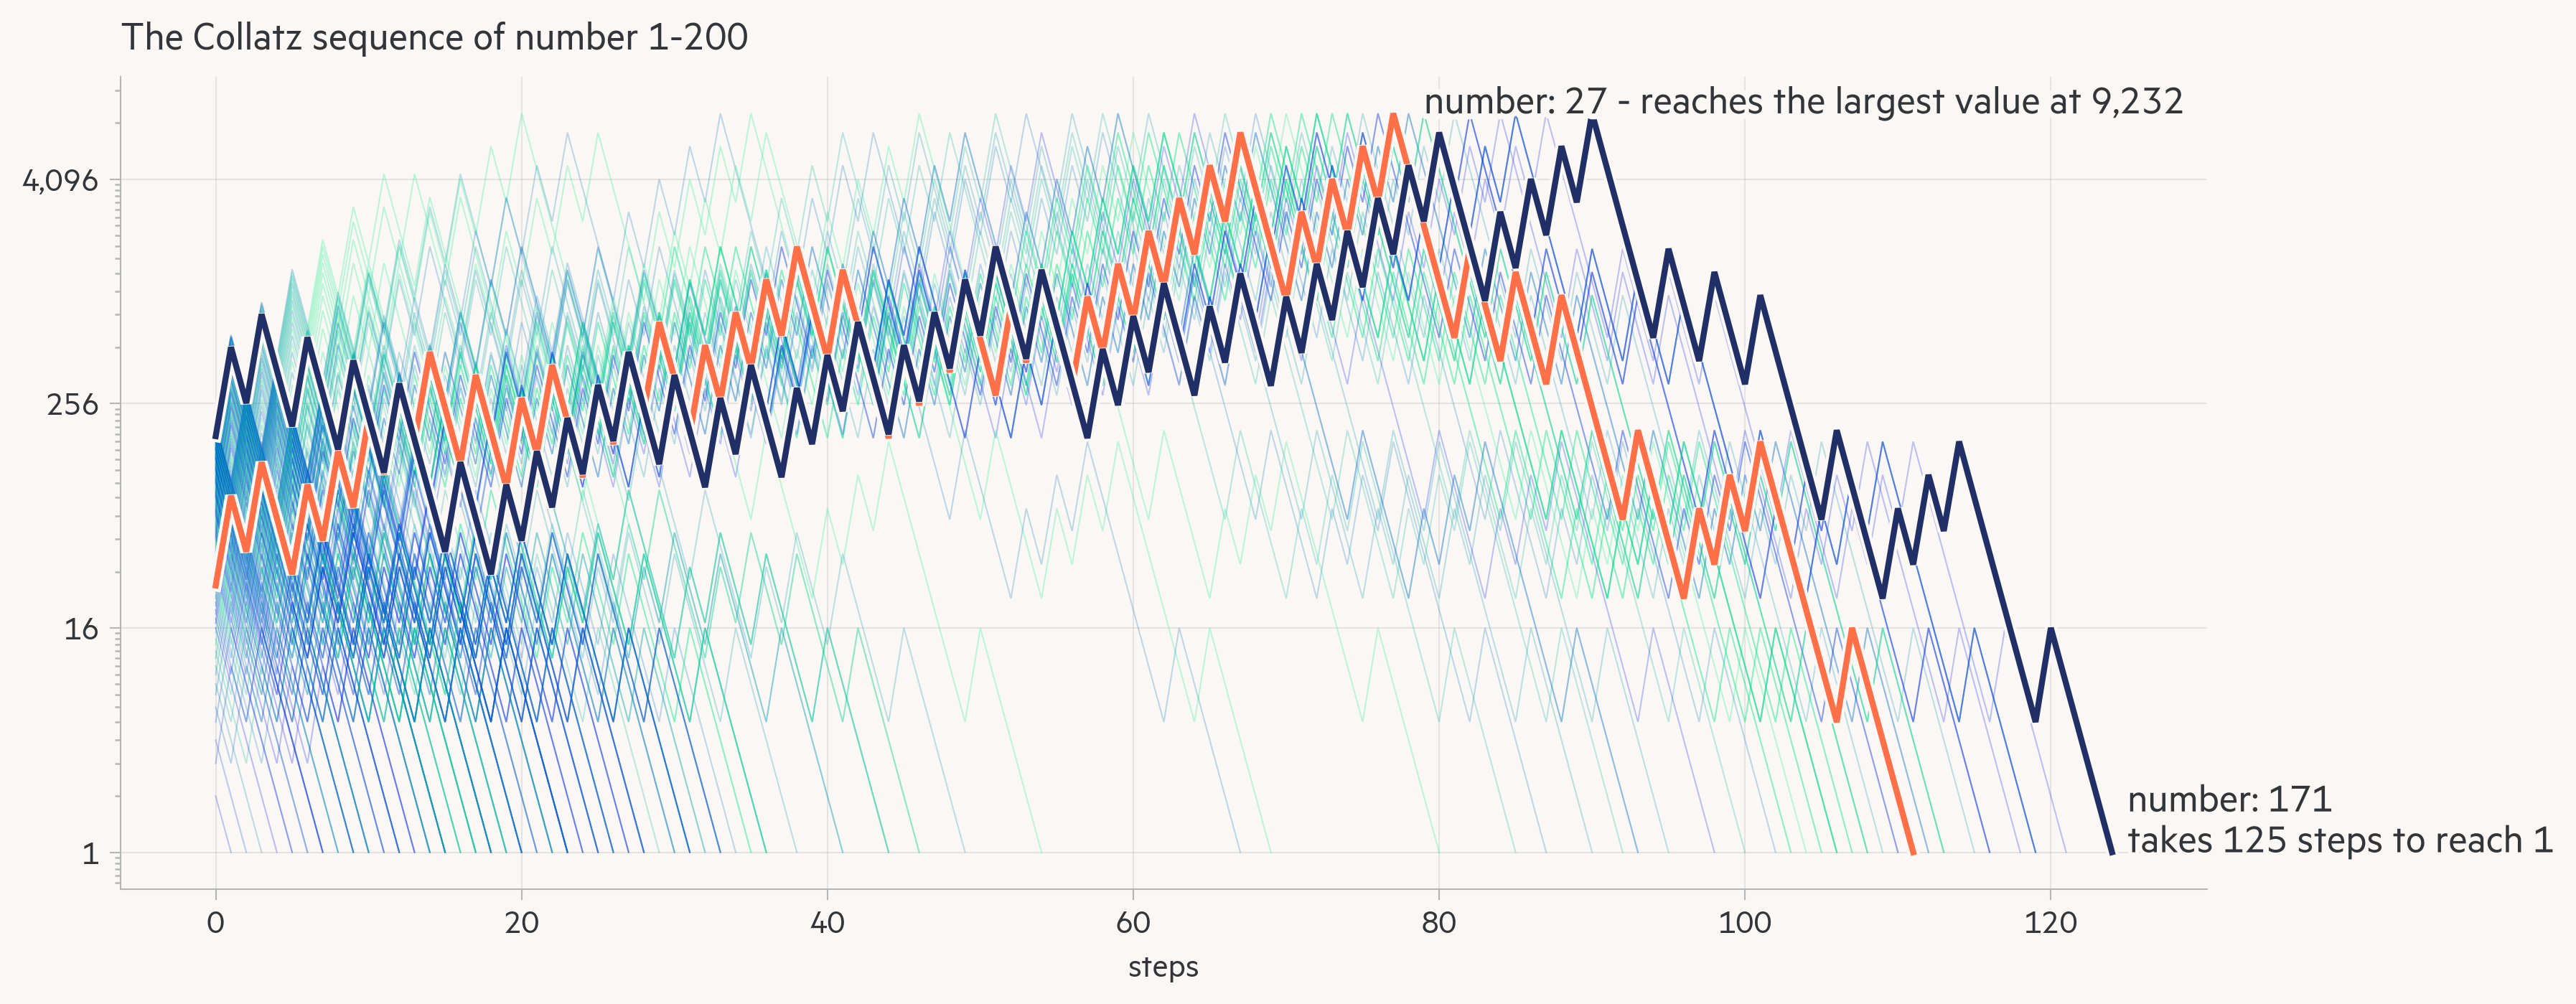 The Collatz sequence of number 1-200
number: 27 - reaches the largest value at 9,232
4,096
256
16
1
number: 171
takes 125 steps to reach 1
0 20 40 60 80 100 120
steps